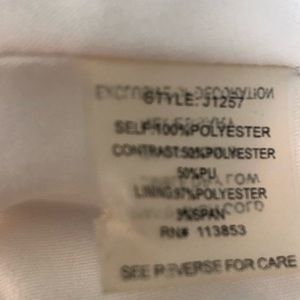 STYLE: J1257
SELF:100%POLYESTER
CONTRAST:50%POLYESTER
50%PU
LINING:97%POLYESTER
3%SPAN
RN# 113853
SEE REVERSE FOR CARE